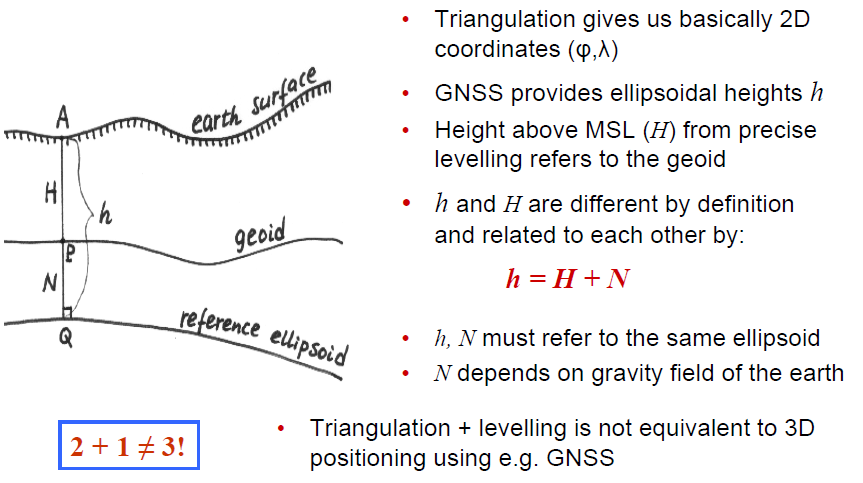 A
earth surface
H
h
geoid
P
N
reference ellipsoid
Q
2 + 1 ≠ 3!
• Triangulation gives us basically 2D
coordinates (φ,λ)
• GNSS provides ellipsoidal heights h
• Height above MSL (H) from precise
levelling refers to the geoid
• h and H are different by definition
and related to each other by:
h = H + N
• h, N must refer to the same ellipsoid
• N depends on gravity field of the earth
• Triangulation + levelling is not equivalent to 3D
positioning using e.g. GNSS